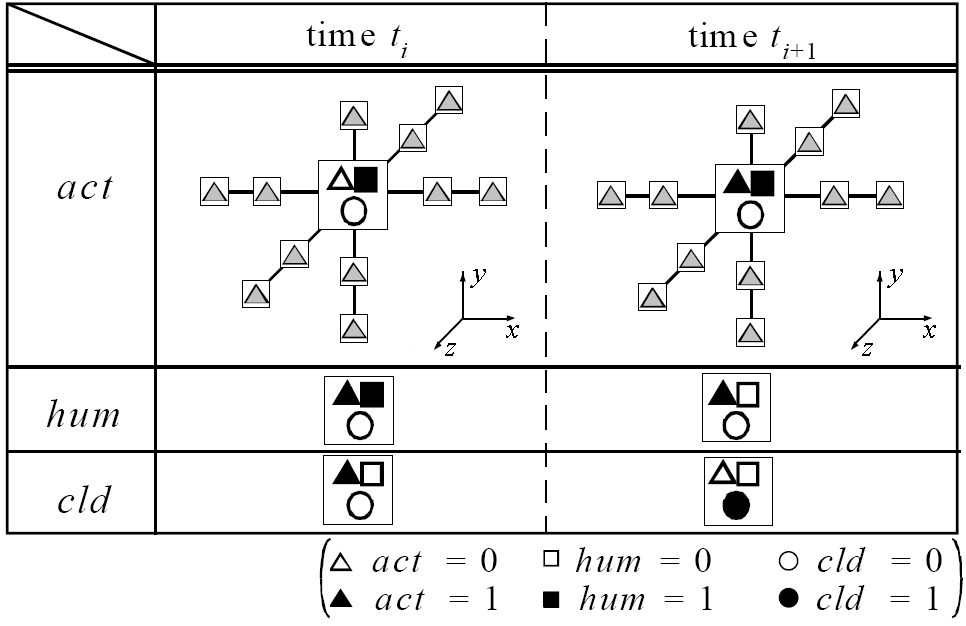 time t_i time t_{i+1}
act
y
x
z
y
x
z
hum
cld
△ act = 0 □ hum = 0 ○ cld = 0
▲ act = 1 ■ hum = 1 ● cld = 1